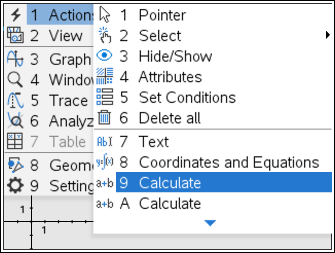 1 Actions
2 View
3 Graph
4 Window
5 Trace
6 Analyz
7 Table
8 Geome
9 Setting
1 Pointer
2 Select
3 Hide/Show
4 Attributes
5 Set Conditions
6 Delete all
7 Text
8 Coordinates and Equations
9 Calculate
A Calculate
1
1